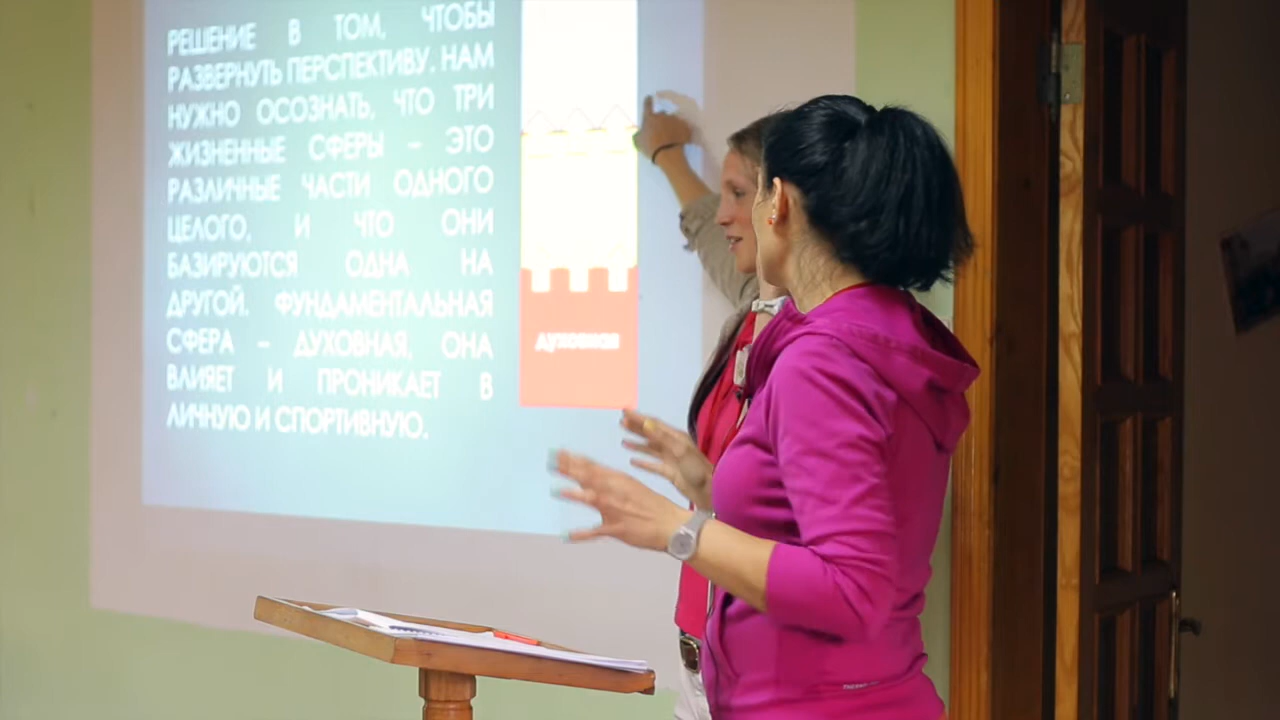 РЕШЕНИЕ В ТОМ, ЧТОБЫ
РАЗВЕРНУТЬ ПЕРСПЕКТИВУ. НАМ
НУЖНО ОСОЗНАТЬ, ЧТО ТРИ
ЖИЗНЕННЫЕ СФЕРЫ – ЭТО
РАЗЛИЧНЫЕ ЧАСТИ ОДНОГО
ЦЕЛОГО, И ЧТО ОНИ
БАЗИРУЮТСЯ ОДНА НА
ДРУГОЙ. ФУНДАМЕНТАЛЬНАЯ
СФЕРА – ДУХОВНАЯ, ОНА
ВЛИЯЕТ И ПРОНИКАЕТ В
ЛИЧНУЮ И СПОРТИВНУЮ.
духовная